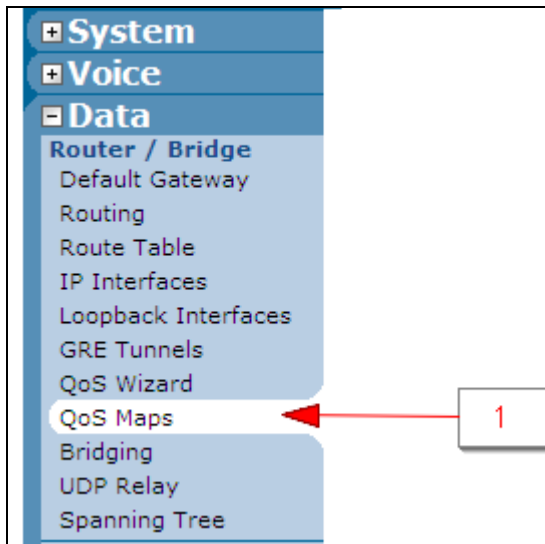 System
Voice
Data
Router / Bridge
Default Gateway
Routing
Route Table
IP Interfaces
Loopback Interfaces
GRE Tunnels
QoS Wizard
QoS Maps
1
Bridging
UDP Relay
Spanning Tree